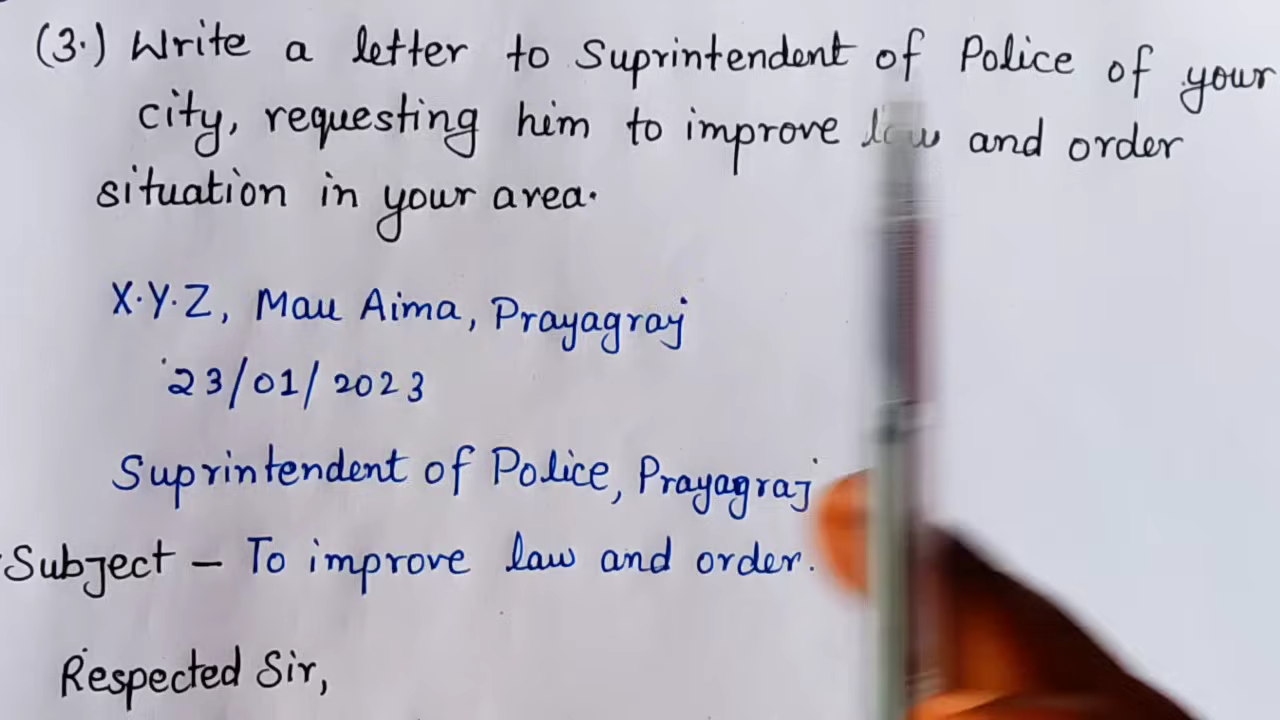 (3.) Write a letter to Suprintendent of Police of your
city, requesting him to improve law and order
situation in your area.
X.Y.Z, Mau Aima, Prayagraj
23/01/2023
Suprintendent of Police, Prayagraj
Subject – To improve law and order.
Respected Sir,